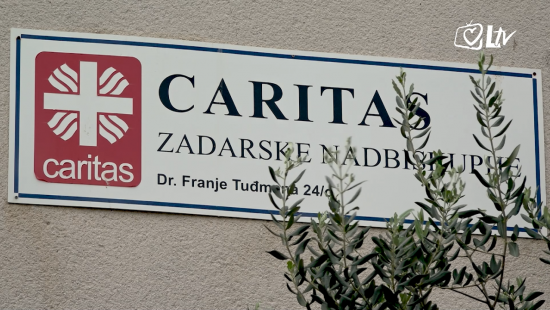 Ltv
CARITAS
ZADARSKE NADBISKUPIJE
caritas
Dr. Franje Tuđmana 24/c